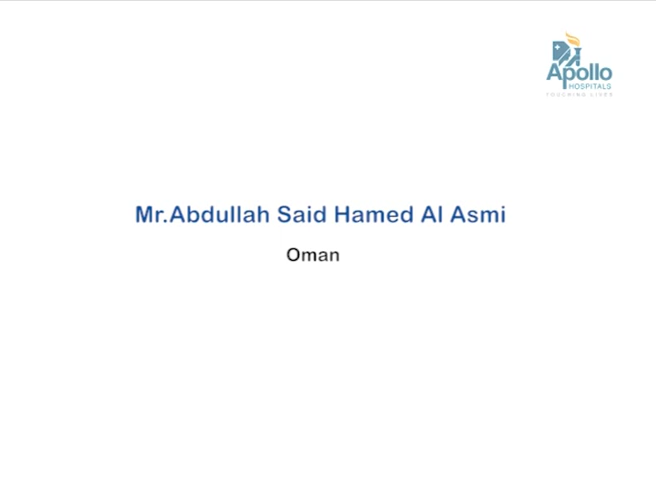 Apollo
HOSPITALS
TOUCHING LIVES
Mr.Abdullah Said Hamed Al Asmi
Oman